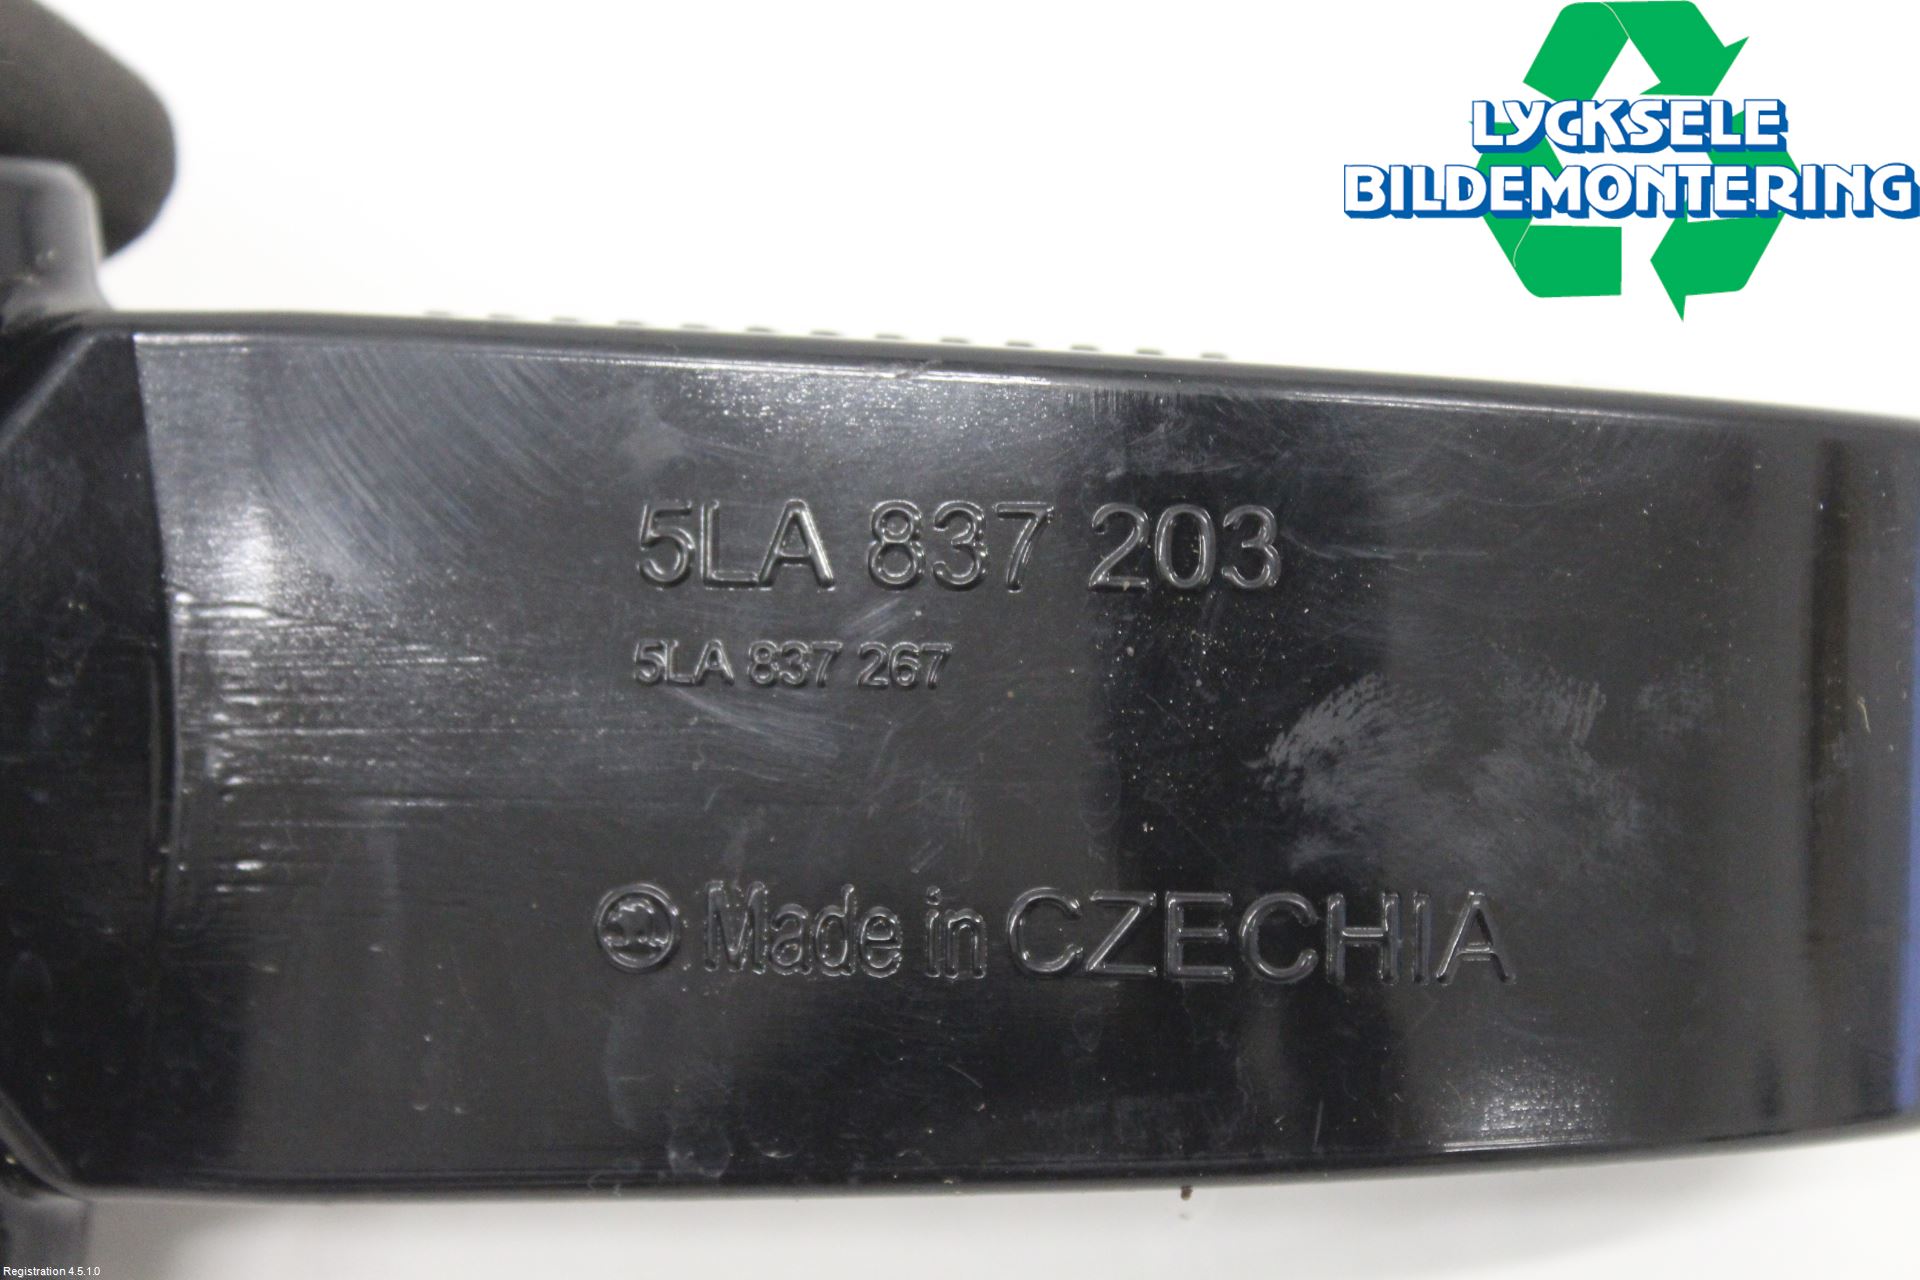 LYCKSELE
BILDEMONTERING
5LA 837 203
5LA 837 267
Made in CZECHIA
Registration 4.5.1.0